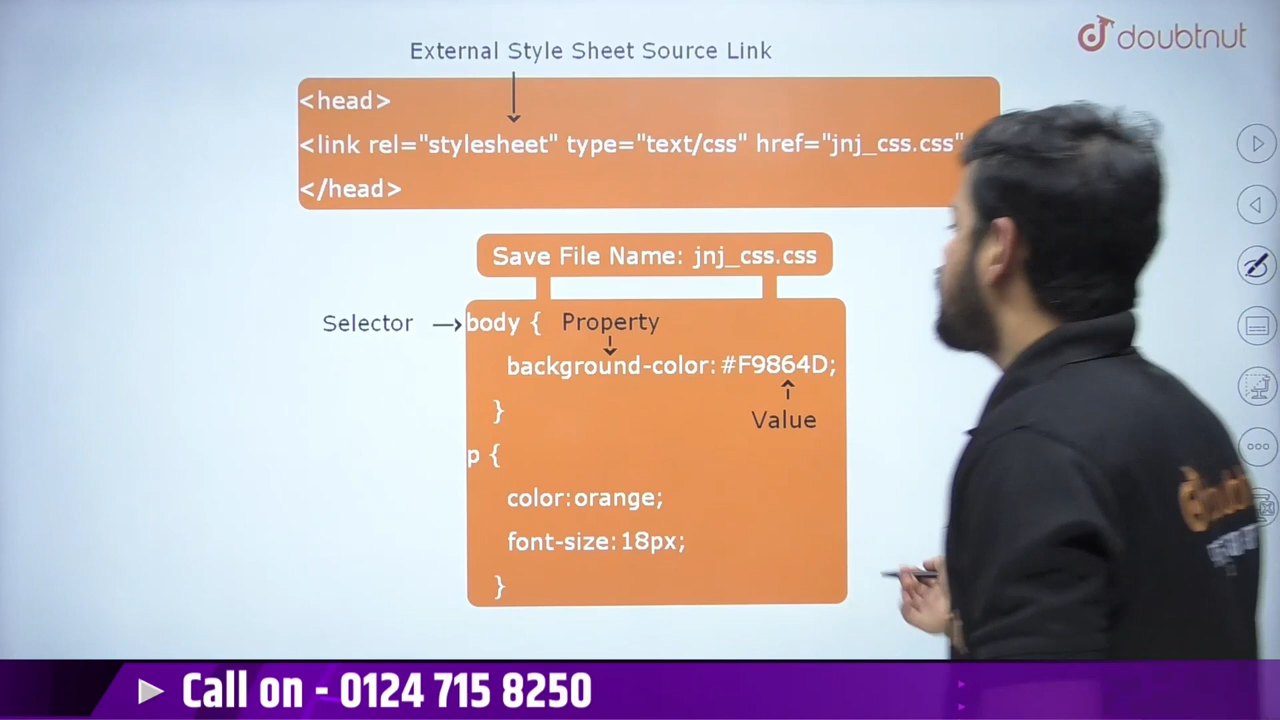 doubtnut
External Style Sheet Source Link
<head>
<link rel="stylesheet" type="text/css" href="jnj_css.css"
</head>
Save File Name: jnj_css.css
Selector
body { Property
background-color: #F9864D;
}
Value
p {
color:orange;
font-size:18px;
}
Call on - 0124 715 8250